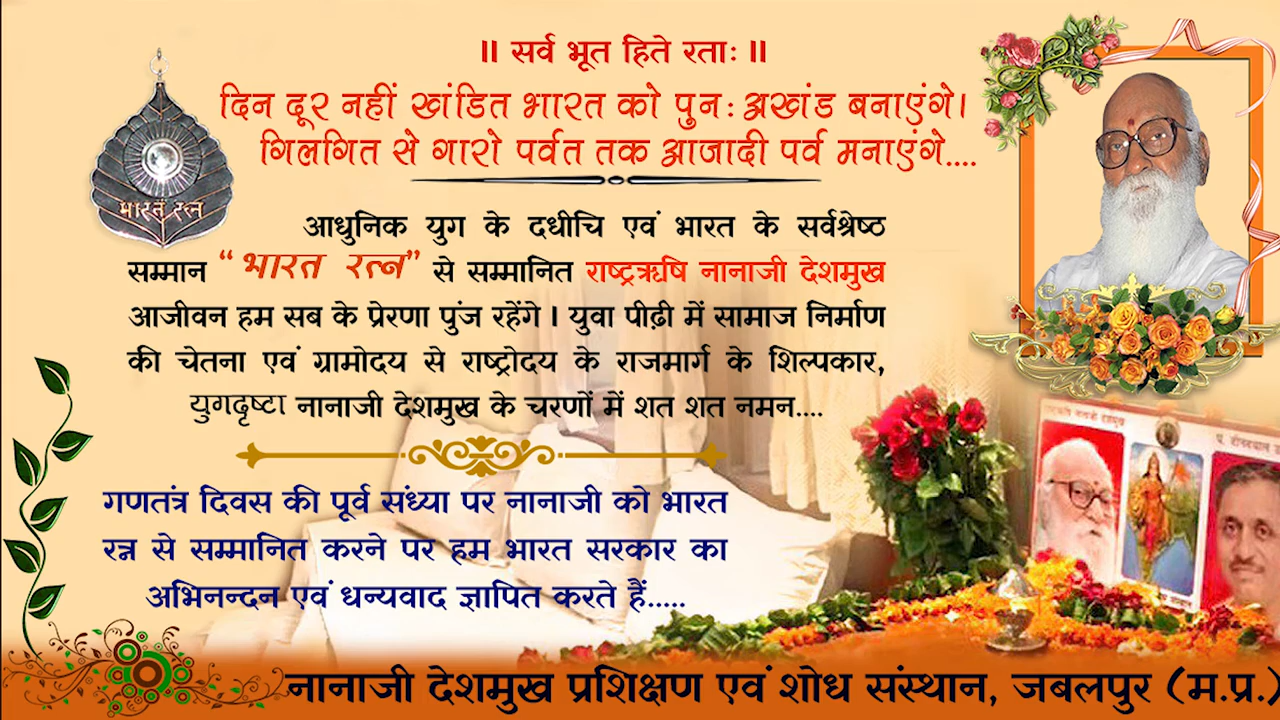 ॥ सर्व भूत हिते रताः ॥
दिन दूर नहीं खंडित भारत को पुनः अखंड बनाएंगे।
गिलगित से गारो पर्वत तक आजादी पर्व मनाएंगे....
भारत रत्न
आधुनिक युग के दधीचि एवं भारत के सर्वश्रेष्ठ
सम्मान “भारत रत्न” से सम्मानित राष्ट्रऋषि नानाजी देशमुख
आजीवन हम सब के प्रेरणा पुंज रहेंगे । युवा पीढ़ी में सामाज निर्माण
की चेतना एवं ग्रामोदय से राष्ट्रोदय के राजमार्ग के शिल्पकार,
युगदृष्टा नानाजी देशमुख के चरणों में शत शत नमन....
गणतंत्र दिवस की पूर्व संध्या पर नानाजी को भारत
रत्न से सम्मानित करने पर हम भारत सरकार का
अभिनन्दन एवं धन्यवाद ज्ञापित करते हैं.....
नानाजी देशमुख
पं. दीनदयाल
नानाजी देशमुख प्रशिक्षण एवं शोध संस्थान, जबलपुर (म.प्र.)